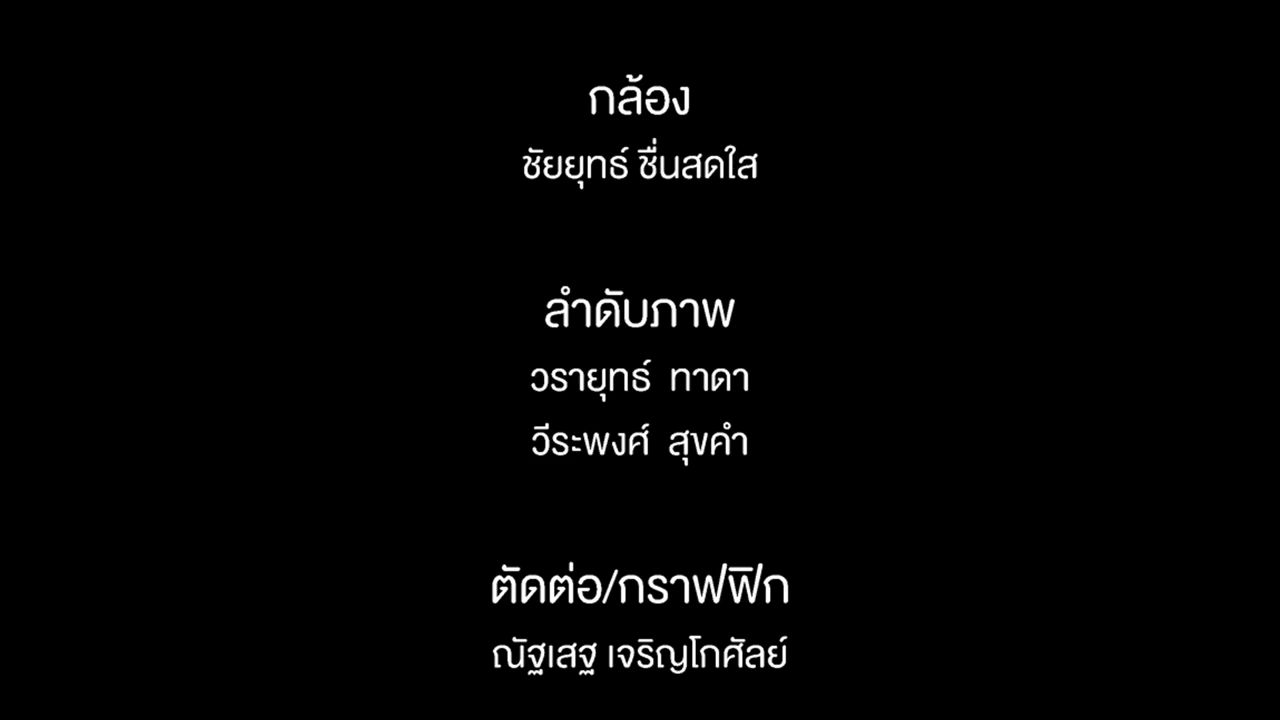 กล้อง
ชัยยุทธ์ ชื่นสดใส
ลำดับภาพ
วรายุทธ์ ทาดา
วีระพงศ์ สุขคำ
ตัดต่อ/กราฟฟิก
ณัฐเสฐ เจริญโกศัลย์